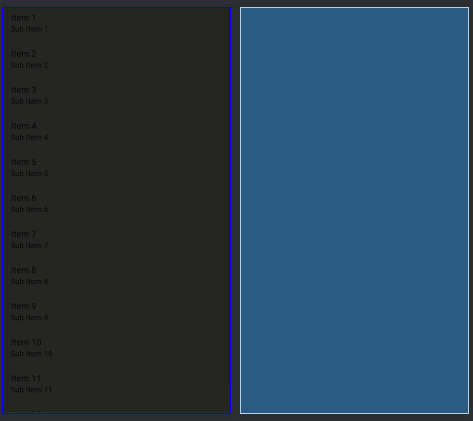 Item 1
Sub Item 1
Item 2
Sub Item 2
Item 3
Sub Item 3
Item 4
Sub Item 4
Item 5
Sub Item 5
Item 6
Sub Item 6
Item 7
Sub Item 7
Item 8
Sub Item 8
Item 9
Sub Item 9
Item 10
Sub Item 10
Item 11
Sub Item 11